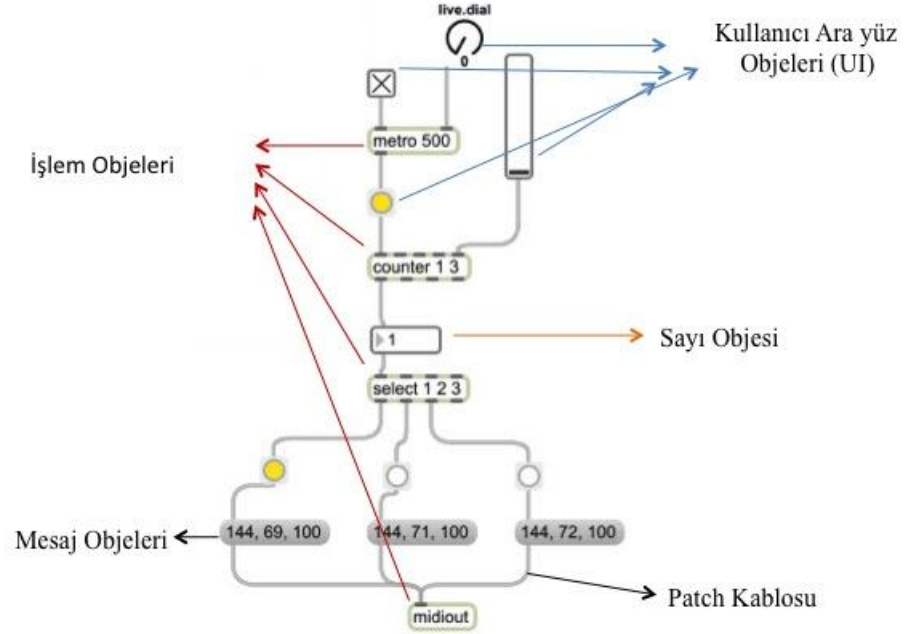 live.dial
0
Kullanıcı Ara yüz
Objeleri (UI)
metro 500
İşlem Objeleri
counter 1 3
1
Sayı Objesi
select 1 2 3
Mesaj Objeleri
144, 69, 100
144, 71, 100
144, 72, 100
Patch Kablosu
midiout